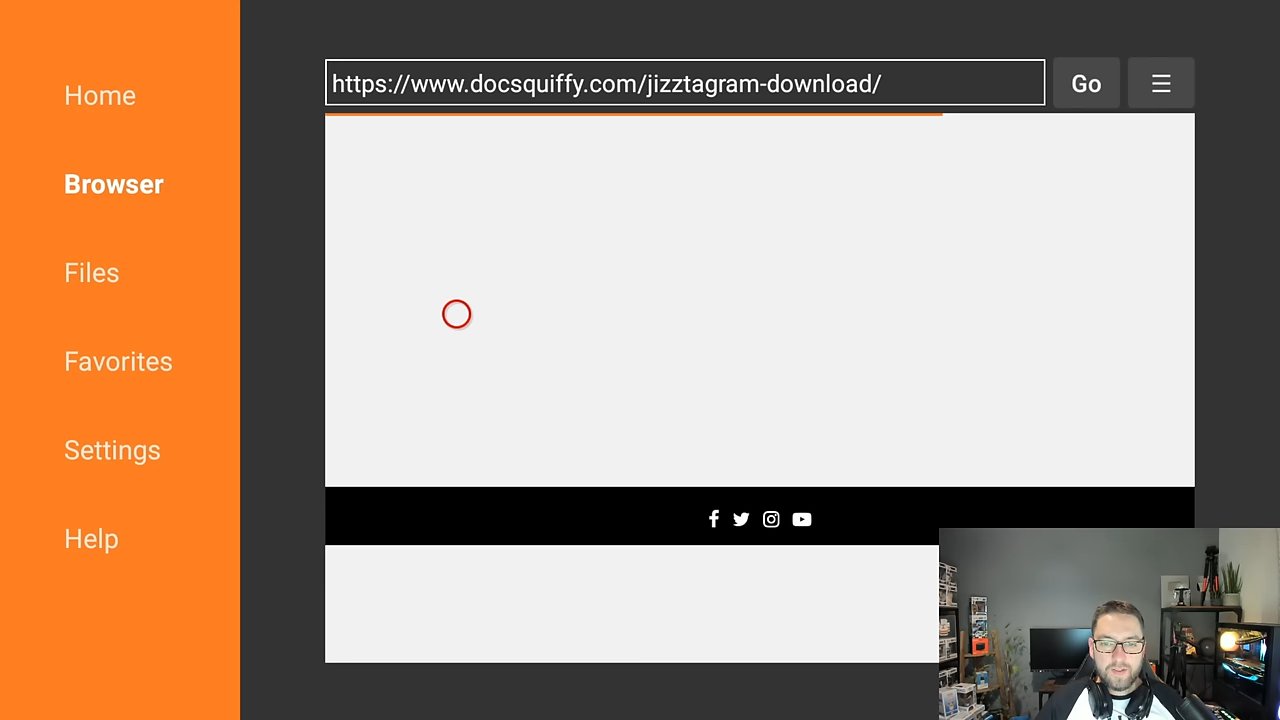 Home
Browser
Files
Favorites
Settings
Help
https://www.docsquiffy.com/jizztagram-download/
Go